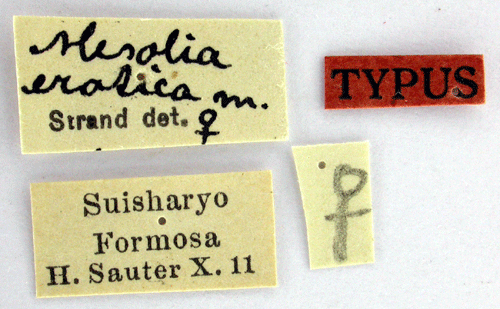 Mesolia
erotica m.
Strand det. ♀
TYPUS
Suisharyo
Formosa
H. Sauter X. 11
♀